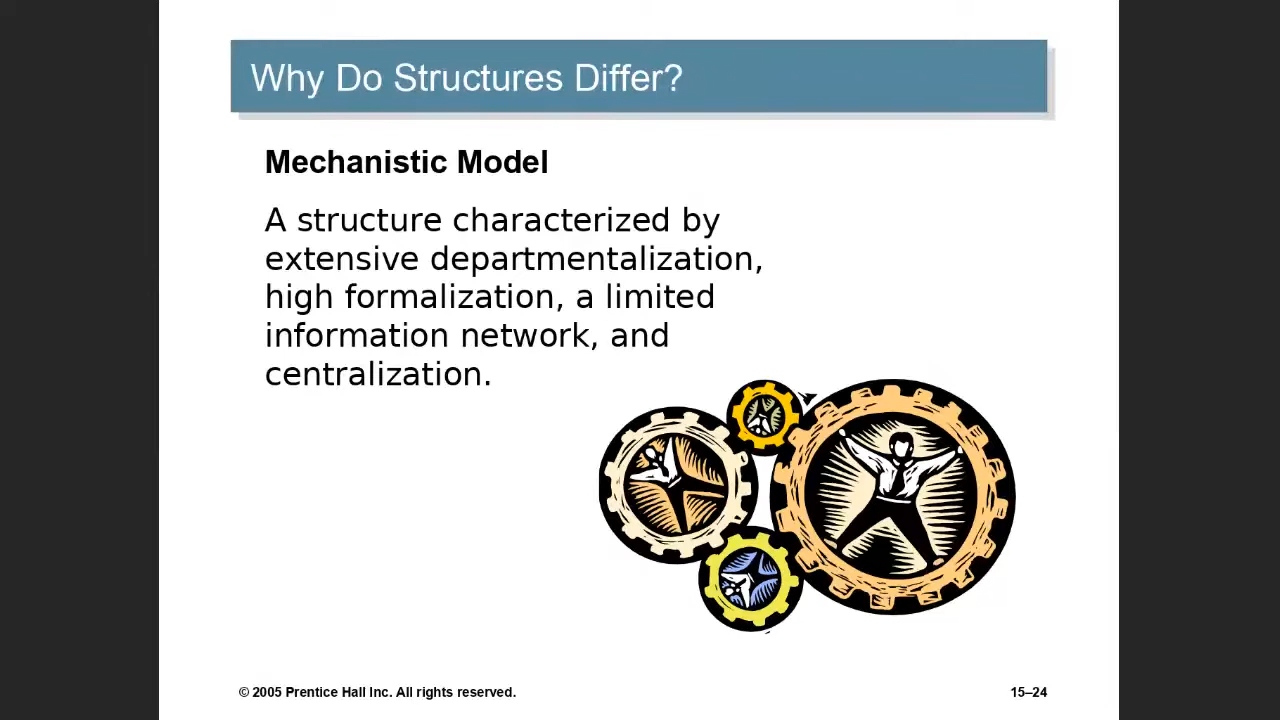 Why Do Structures Differ?
Mechanistic Model
A structure characterized by
extensive departmentalization,
high formalization, a limited
information network, and
centralization.
© 2005 Prentice Hall Inc. All rights reserved.
15–24